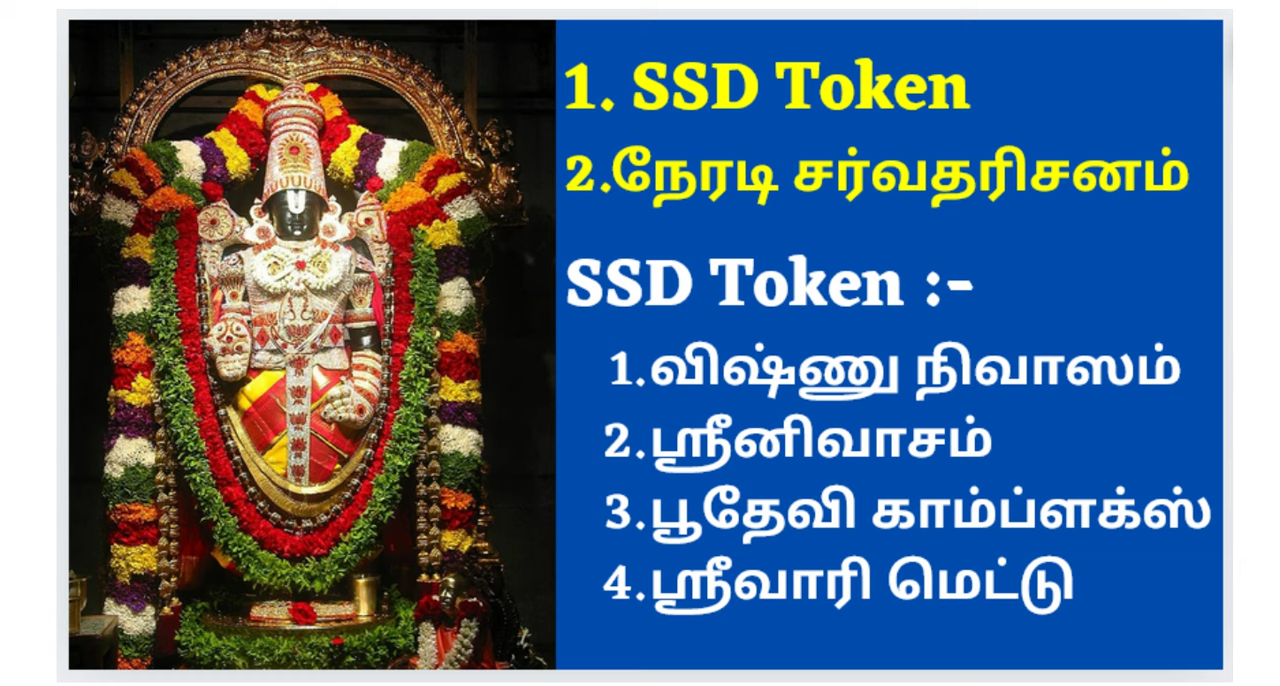 1. SSD Token
2.நேரடி சர்வதரிசனம்
SSD Token :-
1.விஷ்ணு நிவாஸம்
2.ஸ்ரீனிவாசம்
3.பூதேவி காம்ப்ளக்ஸ்
4.ஸ்ரீவாரி மெட்டு